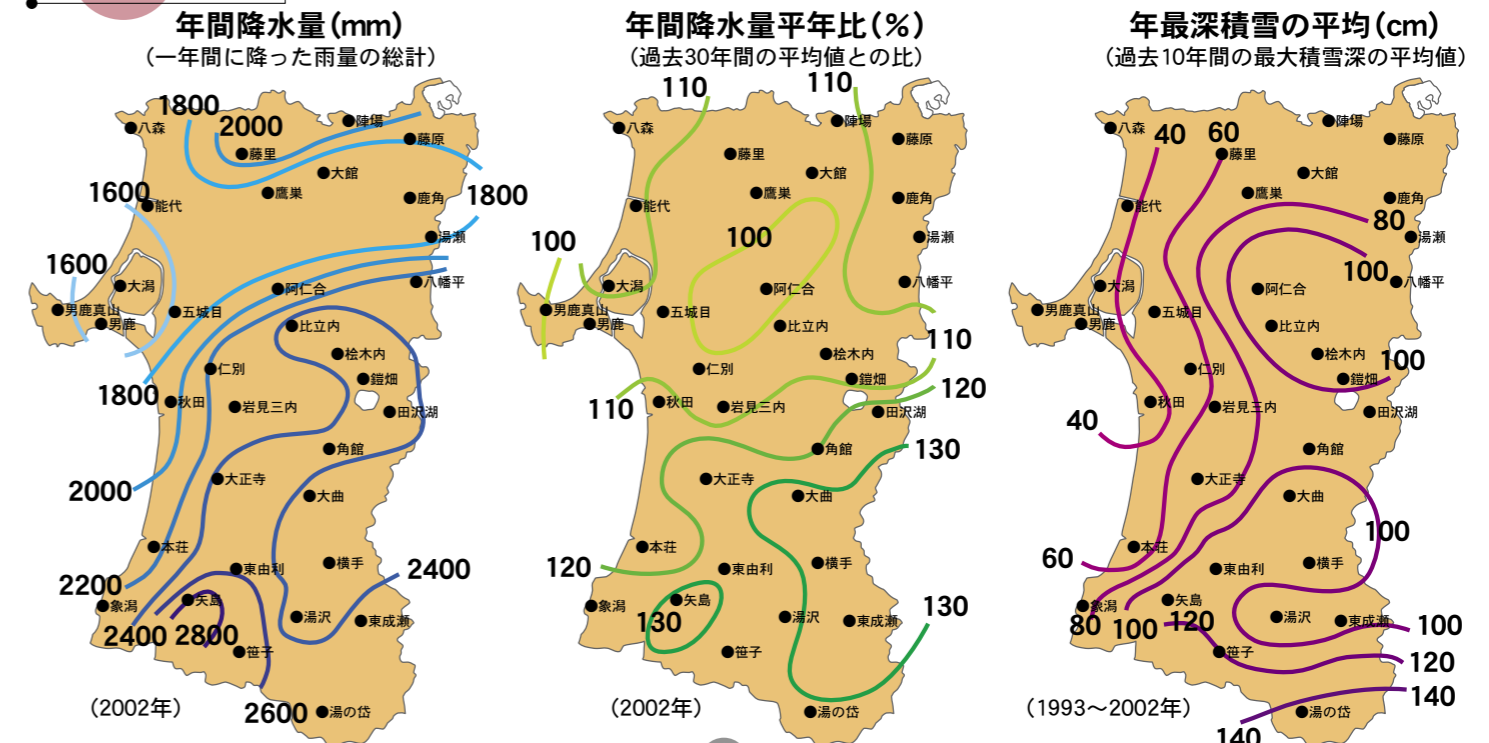 年間降水量（mm）
（一年間に降った雨量の総計）
1800
2000
陣場
八森
藤原
藤里
大館
1600
鷹巣
鹿角
1800
能代
湯瀬
1600
大潟
阿仁合
八幡平
男鹿真山
五城目
男鹿
比立内
桧木内
仁別
鎧畑
1800
秋田
岩見三内
田沢湖
角館
大正寺
2000
大曲
本荘
横手
東由利
2400
2200
矢島
象潟
湯沢
東成瀬
2400
2800
笹子
（2002年）
2600
湯の岱
年間降水量平年比（％）
（過去30年間の平均値との比）
110
110
陣場
八森
藤原
藤里
大館
鷹巣
鹿角
能代
100
湯瀬
100
大潟
阿仁合
八幡平
男鹿真山
五城目
男鹿
比立内
110
桧木内
仁別
鎧畑
120
110
秋田
岩見三内
田沢湖
角館
130
大正寺
大曲
本荘
120
横手
東由利
矢島
象潟
130
130
湯沢
東成瀬
笹子
（2002年）
湯の岱
年最深積雪の平均（cm）
（過去10年間の最大積雪深の平均値）
八森
40
60
陣場
藤原
藤里
大館
鷹巣
鹿角
能代
80
湯瀬
100
大潟
阿仁合
八幡平
男鹿真山
五城目
男鹿
比立内
桧木内
100
仁別
鎧畑
秋田
岩見三内
田沢湖
40
角館
大正寺
大曲
100
本荘
60
横手
東由利
矢島
象潟
80
100
120
湯沢
東成瀬
100
笹子
120
140
（1993〜2002年）
湯の岱
140